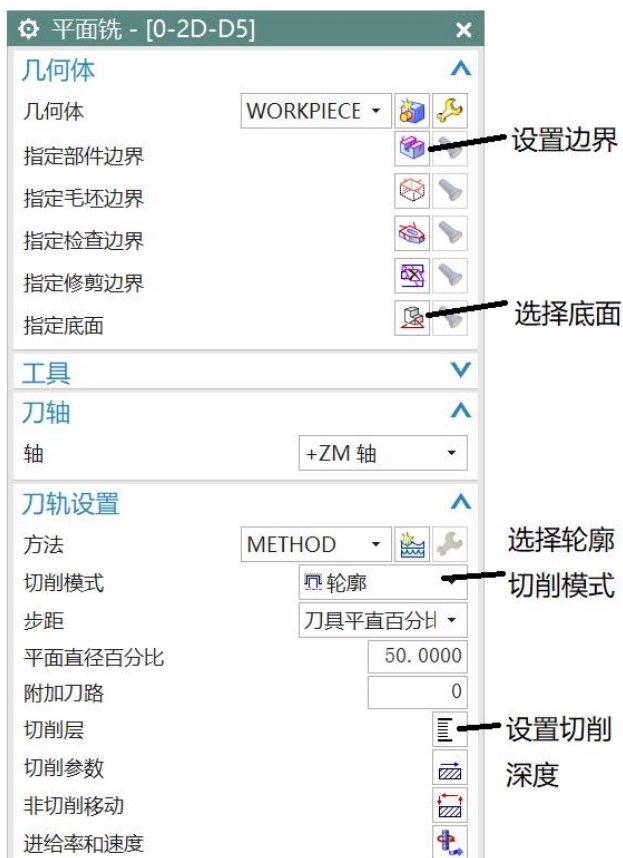 平面铣 - [0-2D-D5]
几何体
几何体 WORKPIECE
指定部件边界
设置边界
指定毛坯边界
指定检查边界
指定修剪边界
指定底面
选择底面
工具
刀轴
轴 +ZM 轴
刀轨设置
方法 METHOD
选择轮廓
切削模式 轮廓
切削模式
步距 刀具平直百分比
平面直径百分比 50.0000
附加刀路 0
切削层
设置切削
深度
切削参数
非切削移动
进给率和速度